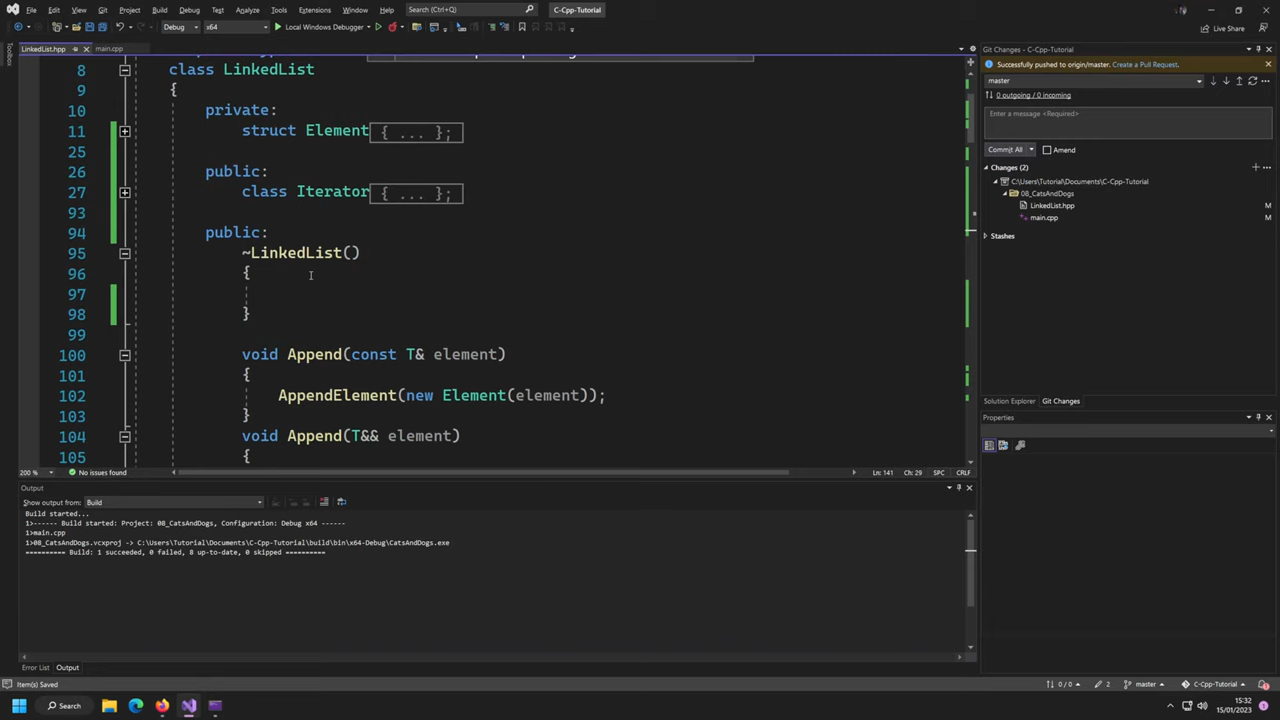 File Edit View Git Project Build Debug Test Analyze Tools Extensions Window Help Search (Ctrl+Q) C-Cpp-Tutorial
Debug x64 Local Windows Debugger Live Share
Toolbox
LinkedList.hpp main.cpp
8 class LinkedList
9 {
10 private:
11 struct Element{ ... };
25
26 public:
27 class Iterator{ ... };
93
94 public:
95 ~LinkedList()
96 {
97
98 }
99
100 void Append(const T& element)
101 {
102 AppendElement(new Element(element));
103 }
104 void Append(T&& element)
105 {
200 % No issues found Ln: 141 Ch: 29 SPC CRLF
Output
Show output from: Build
Build started...
1>------ Build started: Project: 08_CatsAndDogs, Configuration: Debug x64 ------
1>main.cpp
1>08_CatsAndDogs.vcxproj -> C:\Users\Tutorial\Documents\C-Cpp-Tutorial\build\bin\x64-Debug\CatsAndDogs.exe
========== Build: 1 succeeded, 0 failed, 8 up-to-date, 0 skipped ==========
Error List Output
Git Changes - C-Cpp-Tutorial
Successfully pushed to origin/master. Create a Pull Request.
master
0 outgoing / 0 incoming
Enter a message <Required>
Commit All Amend
Changes (2)
C:\Users\Tutorial\Documents\C-Cpp-Tutorial
08_CatsAndDogs
LinkedList.hpp M
main.cpp M
Stashes
Solution Explorer Git Changes
Properties
Item(s) Saved 0 / 0 2 master C-Cpp-Tutorial
Search 15:32
15/01/2023